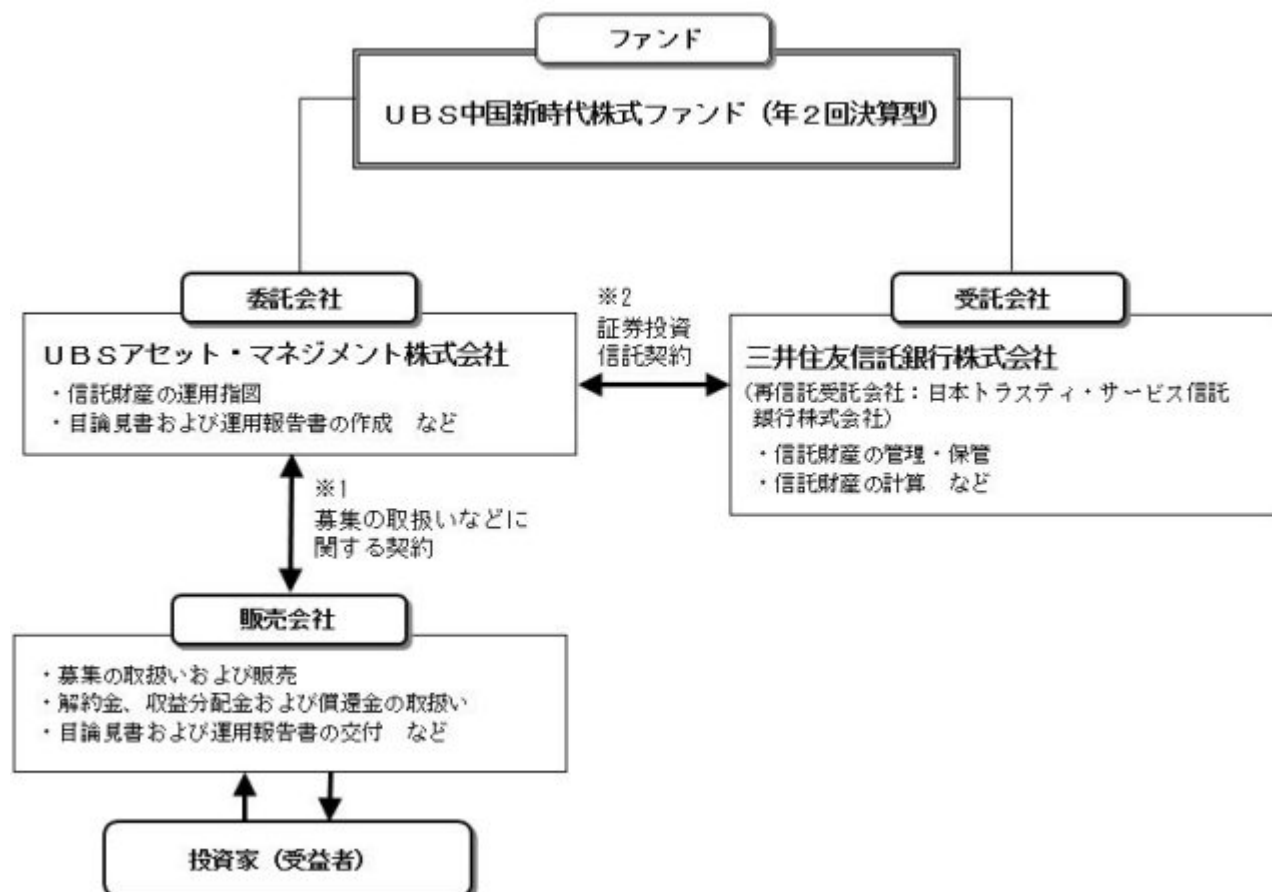 ファンド
UBS中国新時代株式ファンド（年2回決算型）
委託会社
UBSアセット・マネジメント株式会社
・信託財産の運用指図
・目論見書および運用報告書の作成　など
※2
証券投資
信託契約
受託会社
三井住友信託銀行株式会社
(再信託受託会社：日本トラスティ・サービス信託
銀行株式会社)
・信託財産の管理・保管
・信託財産の計算　など
※1
募集の取扱いなどに
関する契約
販売会社
・募集の取扱いおよび販売
・解約金、収益分配金および償還金の取扱い
・目論見書および運用報告書の交付　など
投資家（受益者）